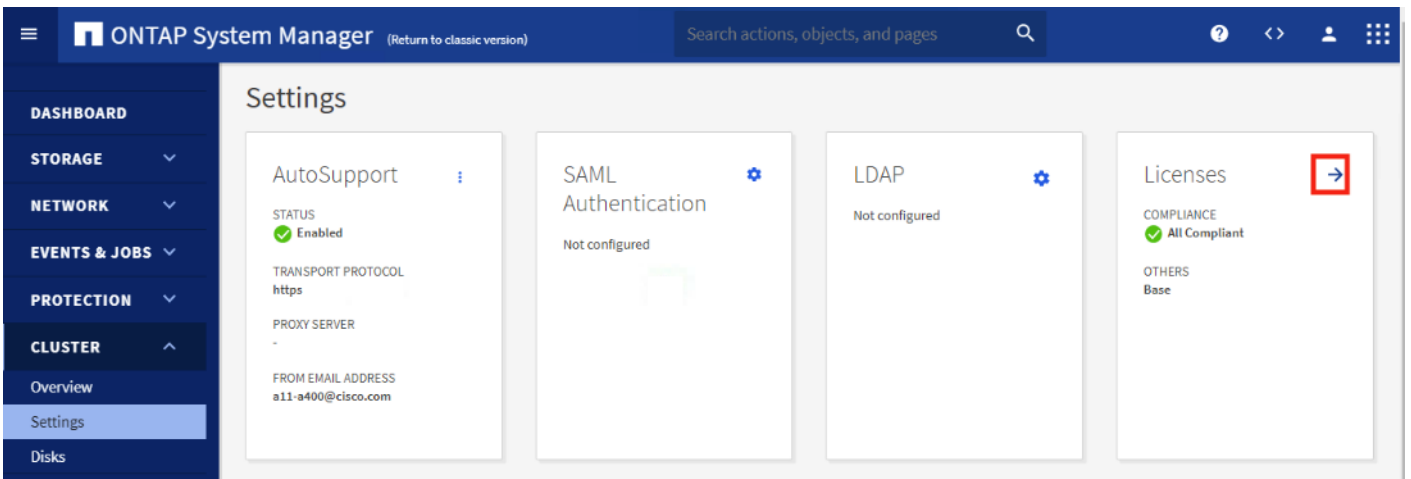 ONTAP System Manager (Return to classic version)
Search actions, objects, and pages
DASHBOARD
STORAGE
NETWORK
EVENTS & JOBS
PROTECTION
CLUSTER
Overview
Settings
Disks
Settings
AutoSupport
STATUS
Enabled
TRANSPORT PROTOCOL
https
PROXY SERVER
-
FROM EMAIL ADDRESS
a11-a400@cisco.com
SAML
Authentication
Not configured
LDAP
Not configured
Licenses
COMPLIANCE
All Compliant
OTHERS
Base